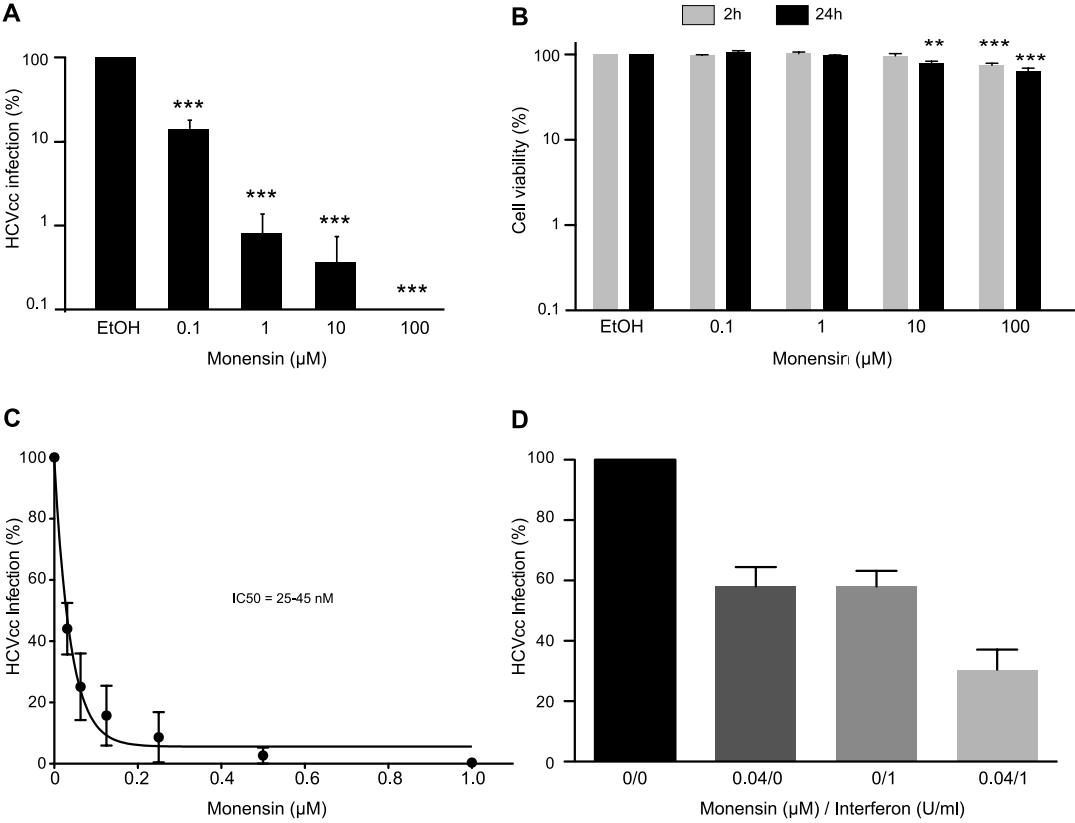 A
HCVcc infection (%)
100
10
1
0.1
***
***
***
***
EtOH 0.1 1 10 100
Monensin (µM)
B
2h 24h
Cell viability (%)
100
10
1
0.1
**
***
***
EtOH 0.1 1 10 100
Monensin (µM)
C
HCVcc Infection (%)
100
80
60
40
20
0
IC50 = 25-45 nM
0 0.2 0.4 0.6 0.8 1.0
Monensin (µM)
D
HCVcc Infection (%)
100
80
60
40
20
0
0/0 0.04/0 0/1 0.04/1
Monensin (µM) / Interferon (U/ml)